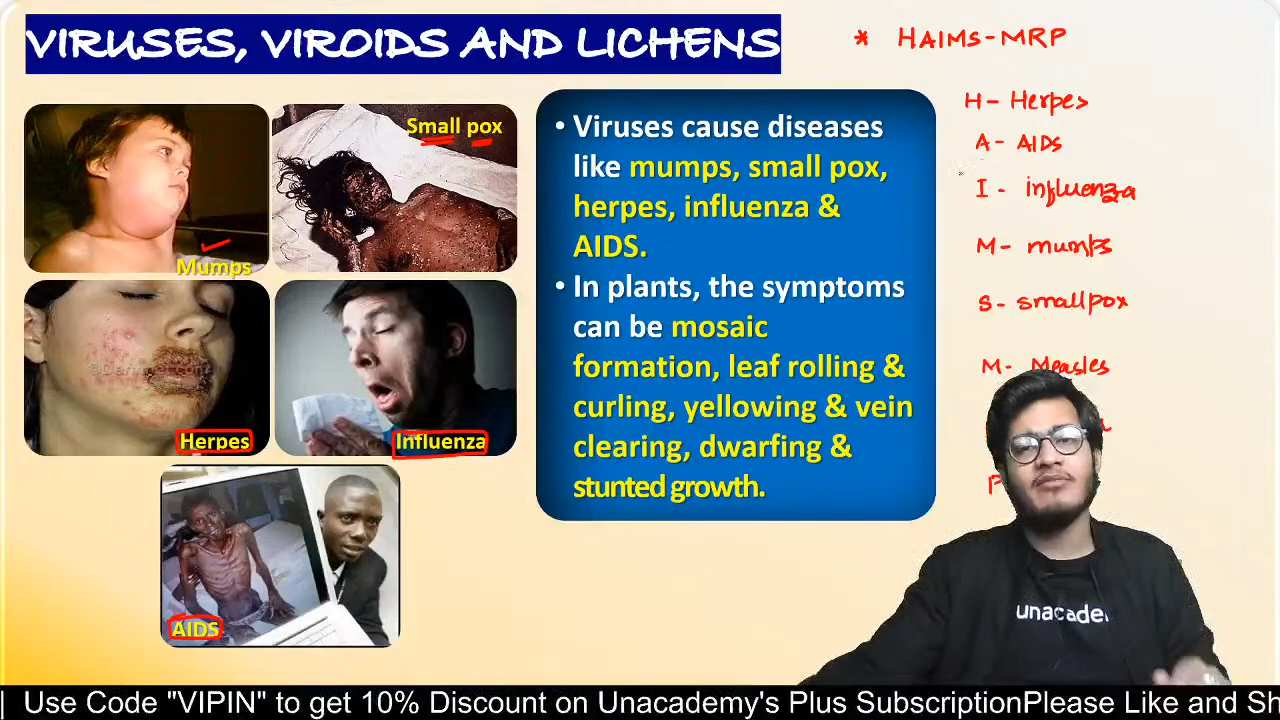 VIRUSES, VIROIDS AND LICHENS
* HAIMS-MRP
Small pox
Mumps
Herpes
Influenza
AIDS
• Viruses cause diseases
like mumps, small pox,
herpes, influenza &
AIDS.
• In plants, the symptoms
can be mosaic
formation, leaf rolling &
curling, yellowing & vein
clearing, dwarfing &
stunted growth.
H - Herpes
A - AIDS
I - influenza
M - mumps
S - smallpox
M - Measles
P
unacade
| Use Code "VIPIN" to get 10% Discount on Unacademy's Plus SubscriptionPlease Like and Sh